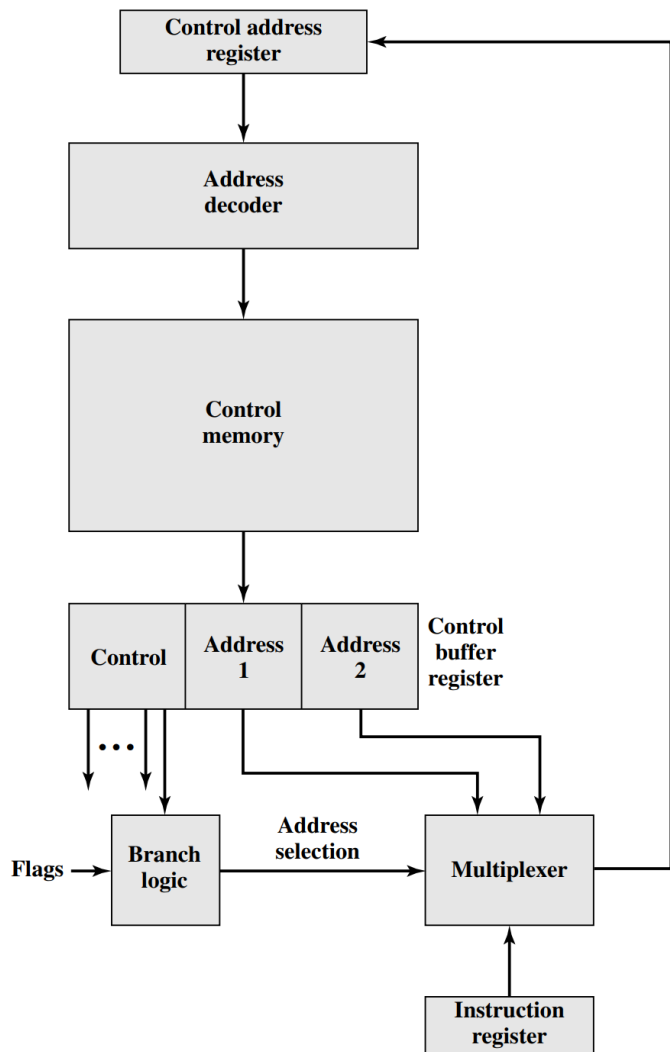 Control address
register
Address
decoder
Control
memory
Control
Address
1
Address
2
Control
buffer
register
Flags
Branch
logic
Address
selection
Multiplexer
Instruction
register